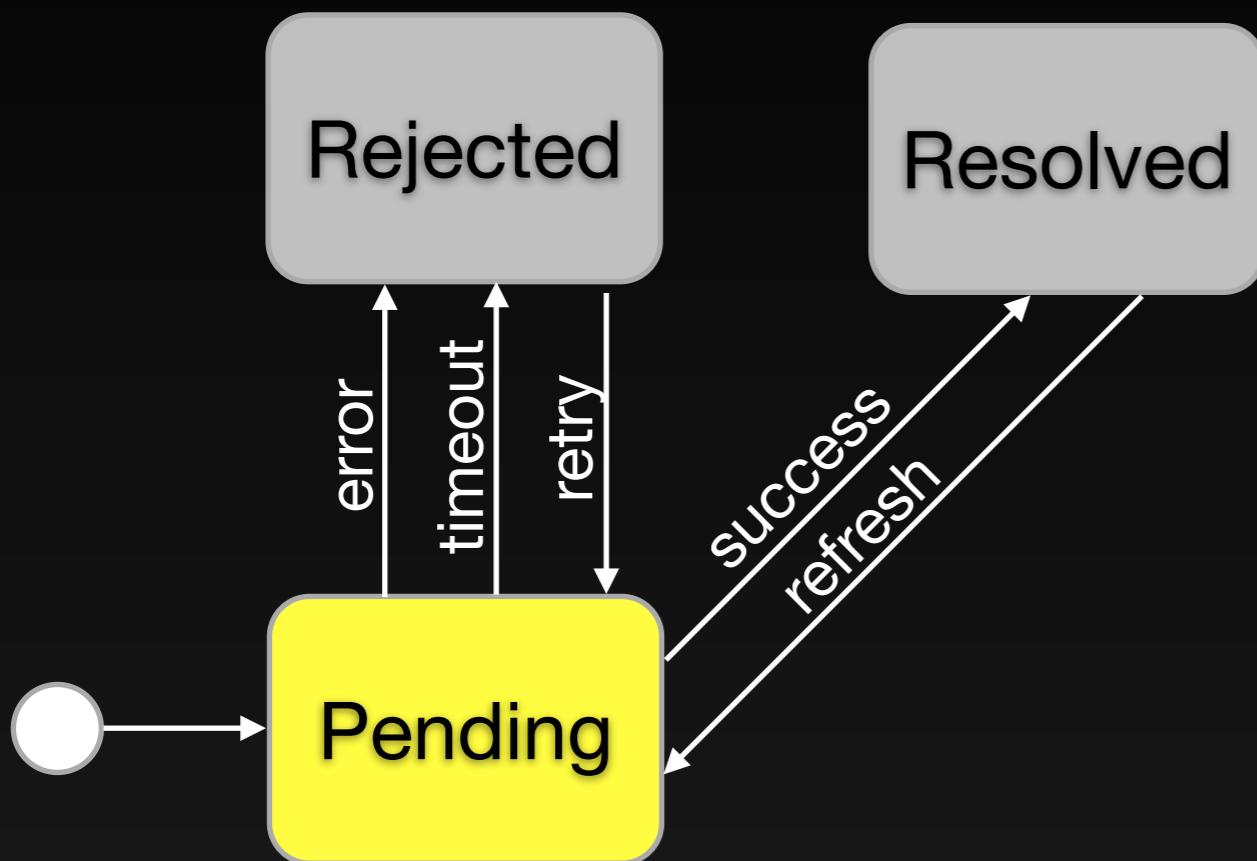 Rejected
Resolved
error
timeout
retry
success
refresh
Pending